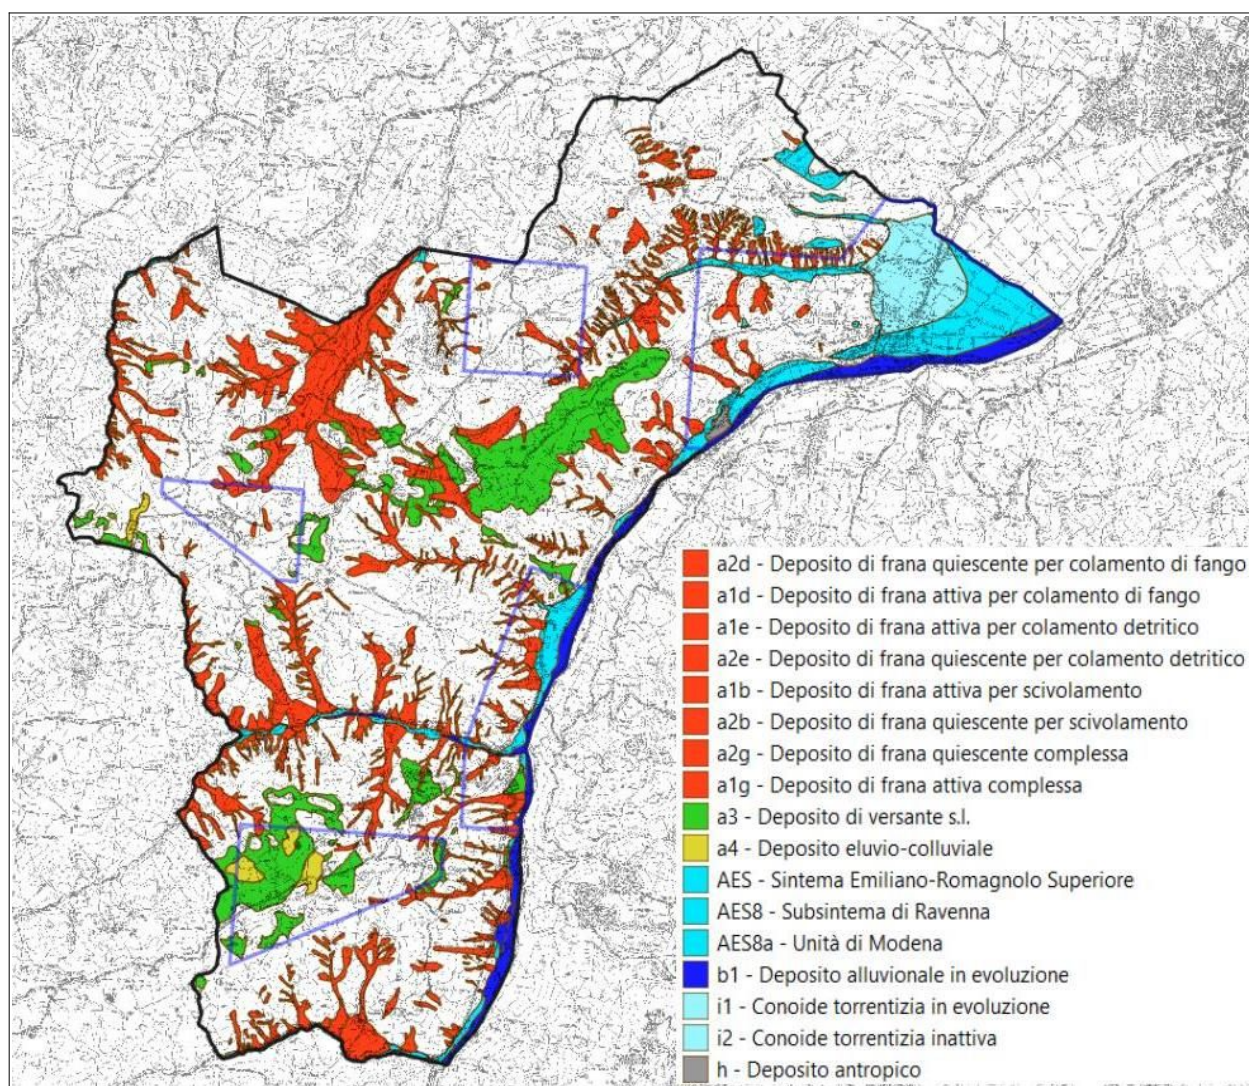 a2d - Deposito di frana quiescente per colamento di fango
a1d - Deposito di frana attiva per colamento di fango
a1e - Deposito di frana attiva per colamento detritico
a2e - Deposito di frana quiescente per colamento detritico
a1b - Deposito di frana attiva per scivolamento
a2b - Deposito di frana quiescente per scivolamento
a2g - Deposito di frana quiescente complessa
a1g - Deposito di frana attiva complessa
a3 - Deposito di versante s.l.
a4 - Deposito eluvio-colluviale
AES - Sintema Emiliano-Romagnolo Superiore
AES8 - Subsintema di Ravenna
AES8a - Unità di Modena
b1 - Deposito alluvionale in evoluzione
i1 - Conoide torrentizia in evoluzione
i2 - Conoide torrentizia inattiva
h - Deposito antropico